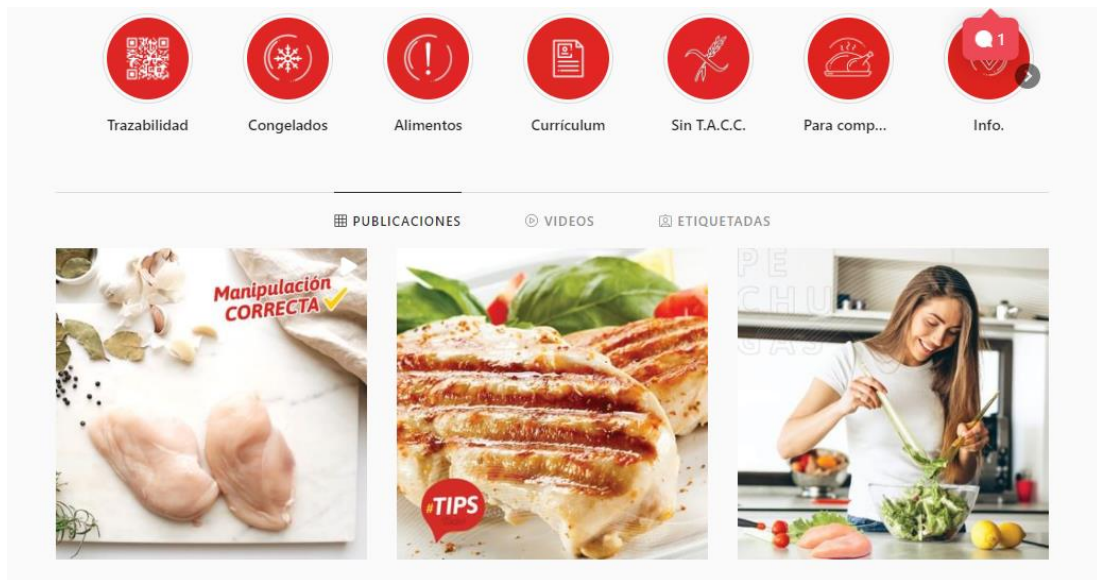 1
Trazabilidad
Congelados
Alimentos
Currículum
Sin T.A.C.C.
Para comp...
Info.
PUBLICACIONES
VIDEOS
ETIQUETADAS
Manipulación
CORRECTA
#TIPS
PE
CHU
GAS